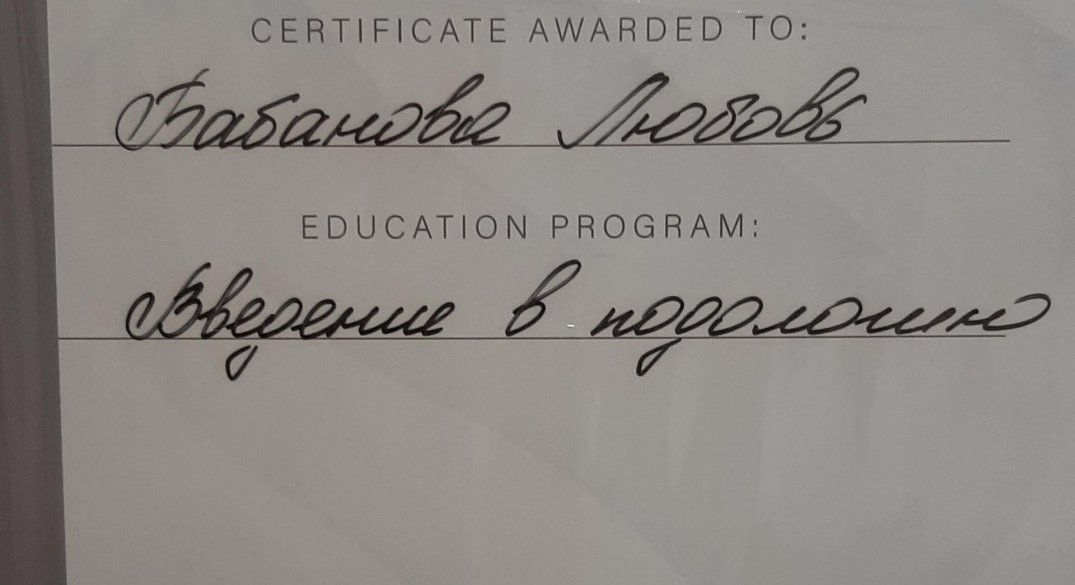 CERTIFICATE AWARDED TO:
Бабанова Любовь
EDUCATION PROGRAM:
Введение в подологию